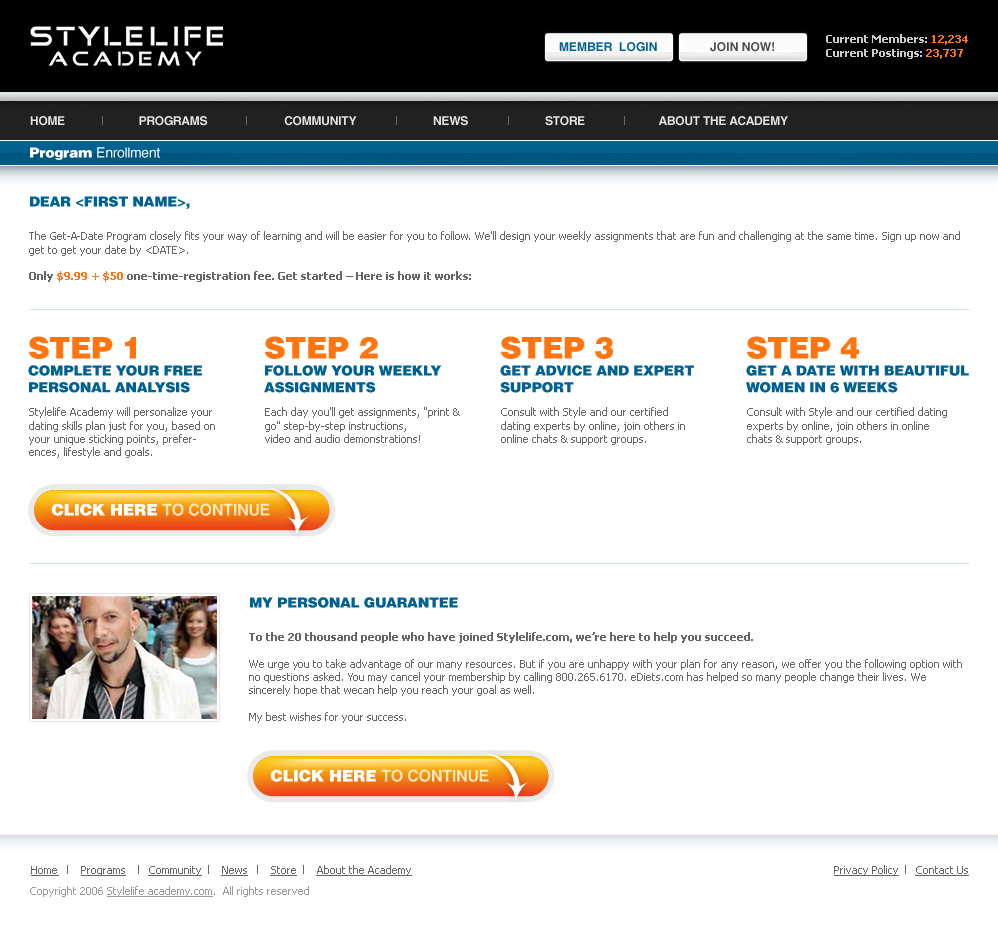 STYLELIFE
ACADEMY
MEMBER LOGIN
JOIN NOW!
Current Members: 12,234
Current Postings: 23,737
HOME | PROGRAMS | COMMUNITY | NEWS | STORE | ABOUT THE ACADEMY
Program Enrollment
DEAR <FIRST NAME>,
The Get-A-Date Program closely fits your way of learning and will be easier for you to follow. We'll design your weekly assignments that are fun and challenging at the same time. Sign up now and
get to get your date by <DATE>.
Only $9.99 + $50 one-time-registration fee. Get started – Here is how it works:
STEP 1
COMPLETE YOUR FREE
PERSONAL ANALYSIS
Stylelife Academy will personalize your
dating skills plan just for you, based on
your unique sticking points, prefer-
ences, lifestyle and goals.
STEP 2
FOLLOW YOUR WEEKLY
ASSIGNMENTS
Each day you'll get assignments, "print &
go" step-by-step instructions,
video and audio demonstrations!
STEP 3
GET ADVICE AND EXPERT
SUPPORT
Consult with Style and our certified
dating experts by online, join others in
online chats & support groups.
STEP 4
GET A DATE WITH BEAUTIFUL
WOMEN IN 6 WEEKS
Consult with Style and our certified dating
experts by online, join others in online
chats & support groups.
CLICK HERE TO CONTINUE
MY PERSONAL GUARANTEE
To the 20 thousand people who have joined Stylelife.com, we're here to help you succeed.
We urge you to take advantage of our many resources. But if you are unhappy with your plan for any reason, we offer you the following option with
no questions asked. You may cancel your membership by calling 800.265.6170. eDiets.com has helped so many people change their lives. We
sincerely hope that wecan help you reach your goal as well.
My best wishes for your success.
CLICK HERE TO CONTINUE
Home | Programs | Community | News | Store | About the Academy
Privacy Policy | Contact Us
Copyright 2006 Stylelife academy.com. All rights reserved